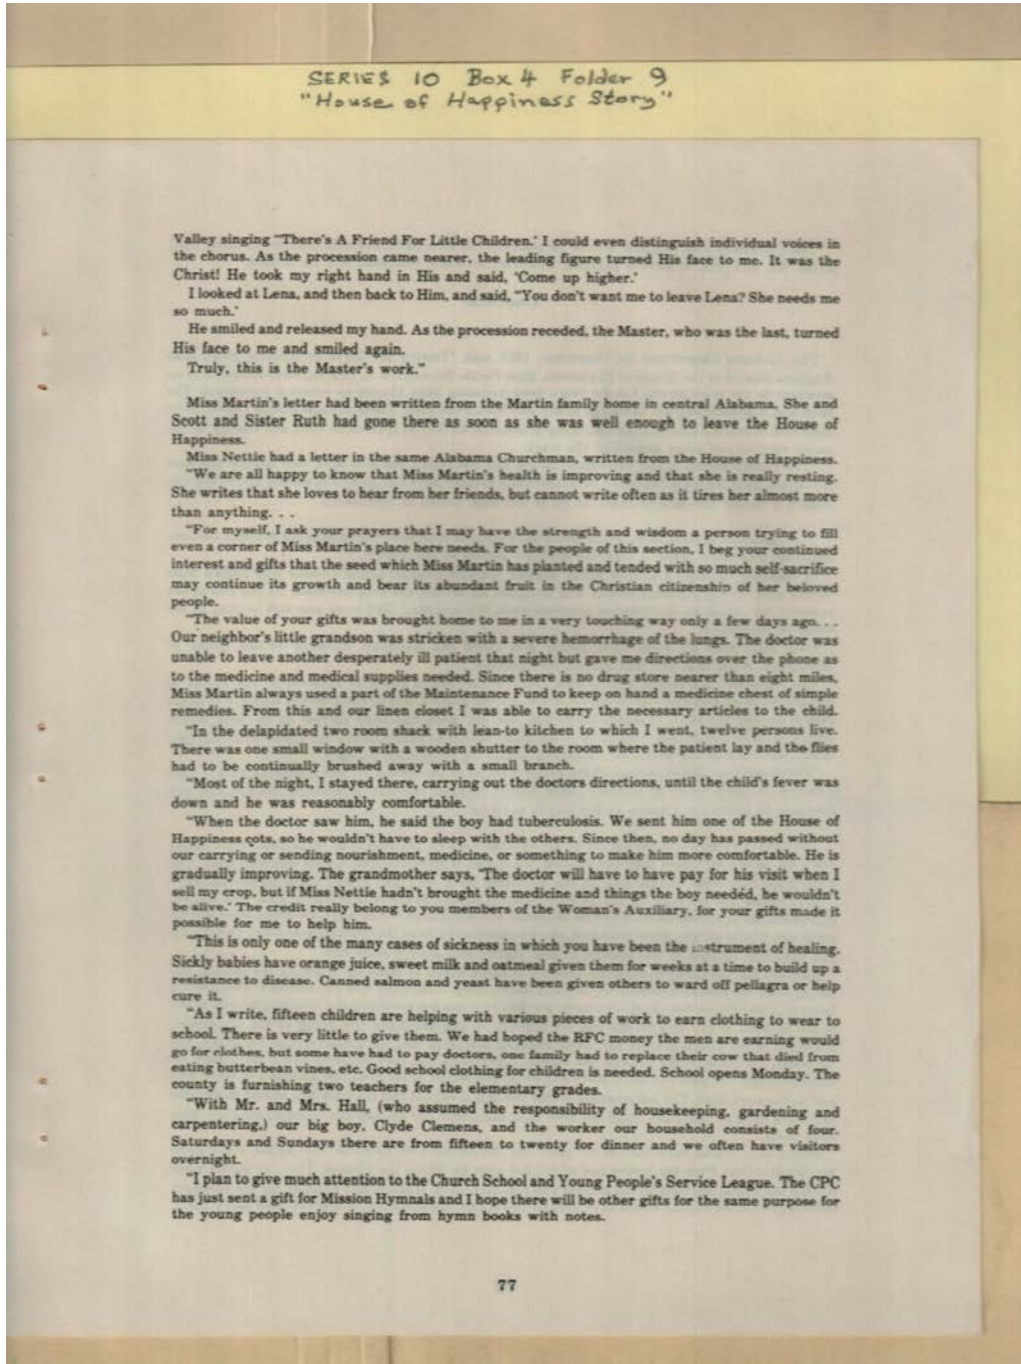 SERIES 10 Box 4 Folder 9
"House of Happiness Story"
Valley singing "There's A Friend For Little Children.' I could even distinguish individual voices in
the chorus. As the procession came nearer, the leading figure turned His face to me. It was the
Christ! He took my right hand in His and said, 'Come up higher.'
I looked at Lena, and then back to Him, and said, "You don't want me to leave Lena? She needs me
so much.'
He smiled and released my hand. As the procession receded, the Master, who was the last, turned
His face to me and smiled again.
Truly, this is the Master's work."
Miss Martin's letter had been written from the Martin family home in central Alabama. She and
Scott and Sister Ruth had gone there as soon as she was well enough to leave the House of
Happiness.
Miss Nettie had a letter in the same Alabama Churchman, written from the House of Happiness.
"We are all happy to know that Miss Martin's health is improving and that she is really resting.
She writes that she loves to hear from her friends, but cannot write often as it tires her almost more
than anything. . .
"For myself, I ask your prayers that I may have the strength and wisdom a person trying to fill
even a corner of Miss Martin's place here needs. For the people of this section, I beg your continued
interest and gifts that the seed which Miss Martin has planted and tended with so much self-sacrifice
may continue its growth and bear its abundant fruit in the Christian citizenship of her beloved
people.
"The value of your gifts was brought home to me in a very touching way only a few days ago. . .
Our neighbor's little grandson was stricken with a severe hemorrhage of the lungs. The doctor was
unable to leave another desperately ill patient that night but gave me directions over the phone as
to the medicine and medical supplies needed. Since there is no drug store nearer than eight miles,
Miss Martin always used a part of the Maintenance Fund to keep on hand a medicine chest of simple
remedies. From this and our linen closet I was able to carry the necessary articles to the child.
"In the delapidated two room shack with lean-to kitchen to which I went, twelve persons live.
There was one small window with a wooden shutter to the room where the patient lay and the flies
had to be continually brushed away with a small branch.
"Most of the night, I stayed there, carrying out the doctors directions, until the child's fever was
down and he was reasonably comfortable.
"When the doctor saw him, he said the boy had tuberculosis. We sent him one of the House of
Happiness cots, so he wouldn't have to sleep with the others. Since then, no day has passed without
our carrying or sending nourishment, medicine, or something to make him more comfortable. He is
gradually improving. The grandmother says, 'The doctor will have to have pay for his visit when I
sell my crop, but if Miss Nettie hadn't brought the medicine and things the boy needed, he wouldn't
be alive.' The credit really belong to you members of the Woman's Auxiliary, for your gifts made it
possible for me to help him.
"This is only one of the many cases of sickness in which you have been the instrument of healing.
Sickly babies have orange juice, sweet milk and oatmeal given them for weeks at a time to build up a
resistance to disease. Canned salmon and yeast have been given others to ward off pellagra or help
cure it.
"As I write, fifteen children are helping with various pieces of work to earn clothing to wear to
school. There is very little to give them. We had hoped the RFC money the men are earning would
go for clothes, but some have had to pay doctors, one family had to replace their cow that died from
eating butterbean vines, etc. Good school clothing for children is needed. School opens Monday. The
county is furnishing two teachers for the elementary grades.
"With Mr. and Mrs. Hall, (who assumed the responsibility of housekeeping, gardening and
carpentering,) our big boy, Clyde Clemens, and the worker our household consists of four.
Saturdays and Sundays there are from fifteen to twenty for dinner and we often have visitors
overnight.
"I plan to give much attention to the Church School and Young People's Service League. The CPC
has just sent a gift for Mission Hymnals and I hope there will be other gifts for the same purpose for
the young people enjoy singing from hymn books with notes.
77